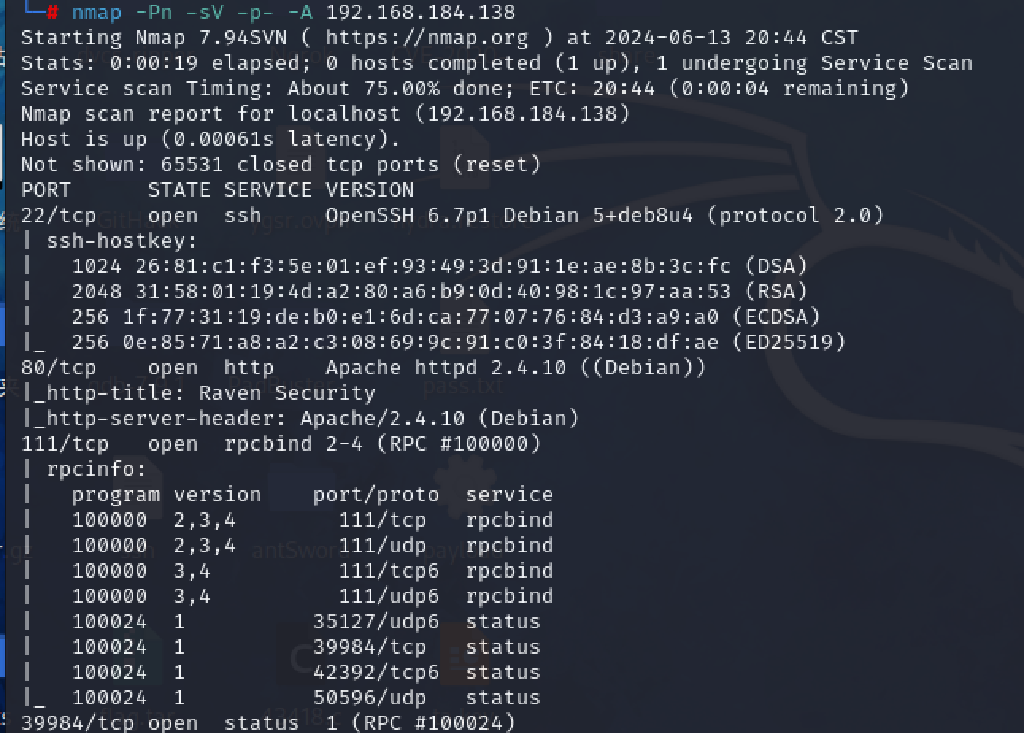 └─# nmap -Pn -sV -p- -A 192.168.184.138
Starting Nmap 7.94SVN ( https://nmap.org ) at 2024-06-13 20:44 CST
Stats: 0:00:19 elapsed; 0 hosts completed (1 up), 1 undergoing Service Scan
Service scan Timing: About 75.00% done; ETC: 20:44 (0:00:04 remaining)
Nmap scan report for localhost (192.168.184.138)
Host is up (0.00061s latency).
Not shown: 65531 closed tcp ports (reset)
PORT      STATE SERVICE VERSION
22/tcp    open  ssh     OpenSSH 6.7p1 Debian 5+deb8u4 (protocol 2.0)
| ssh-hostkey:
|   1024 26:81:c1:f3:5e:01:ef:93:49:3d:91:1e:ae:8b:3c:fc (DSA)
|   2048 31:58:01:19:4d:a2:80:a6:b9:0d:40:98:1c:97:aa:53 (RSA)
|   256 1f:77:31:19:de:b0:e1:6d:ca:77:07:76:84:d3:a9:a0 (ECDSA)
|_  256 0e:85:71:a8:a2:c3:08:69:9c:91:c0:3f:84:18:df:ae (ED25519)
80/tcp    open  http    Apache httpd 2.4.10 ((Debian))
|_http-title: Raven Security
|_http-server-header: Apache/2.4.10 (Debian)
111/tcp   open  rpcbind 2-4 (RPC #100000)
| rpcinfo:
|   program version    port/proto  service
|   100000  2,3,4        111/tcp   rpcbind
|   100000  2,3,4        111/udp   rpcbind
|   100000  3,4          111/tcp6  rpcbind
|   100000  3,4          111/udp6  rpcbind
|   100024  1          35127/udp6  status
|   100024  1          39984/tcp   status
|   100024  1          42392/tcp6  status
|_  100024  1          50596/udp   status
39984/tcp open  status  1 (RPC #100024)